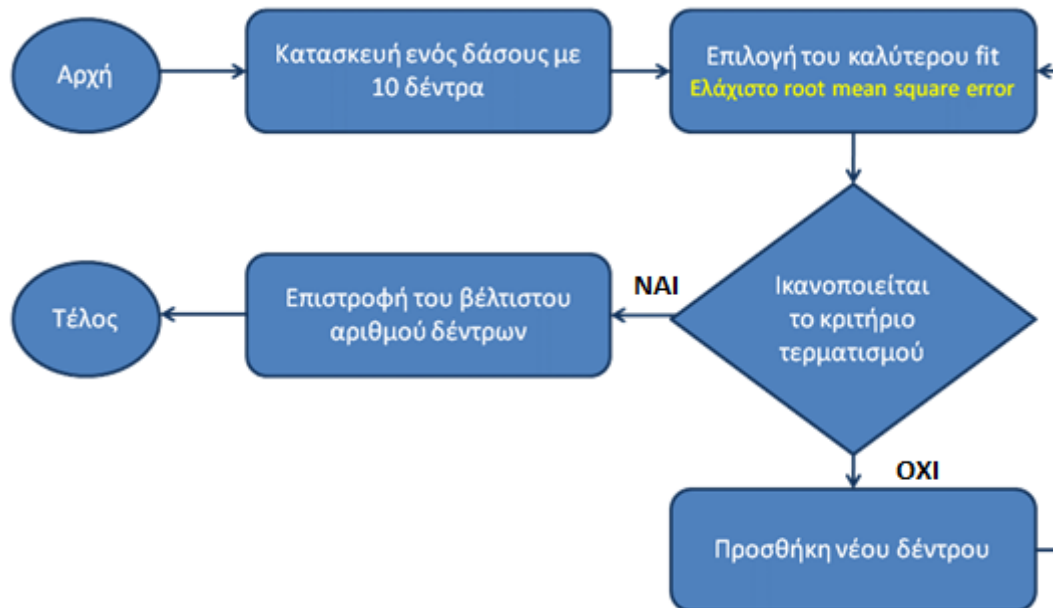 Αρχή
Κατασκευή ενός δάσους με
10 δέντρα
Επιλογή του καλύτερου fit
Ελάχιστο root mean square error
Ικανοποιείται
το κριτήριο
τερματισμού
ΝΑΙ
Επιστροφή του βέλτιστου
αριθμού δέντρων
Τέλος
ΟΧΙ
Προσθήκη νέου δέντρου